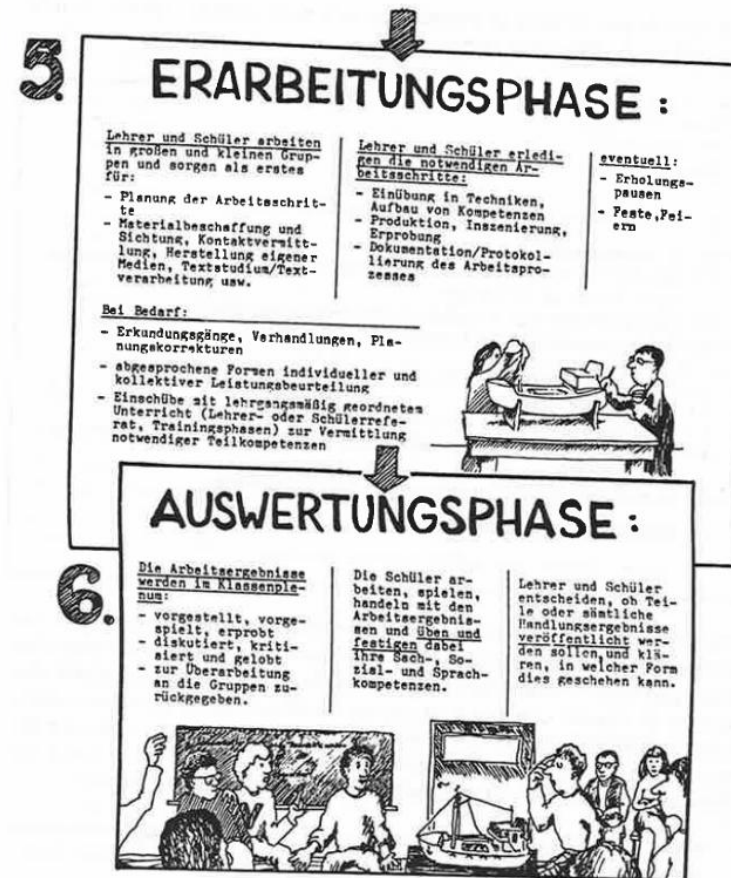 5.
ERARBEITUNGSPHASE:
Lehrer und Schüler arbeiten
in großen und kleinen Grup-
pen und sorgen als erstes
für:
- Planung der Arbeitsschrit-
te
- Materialbeschaffung und
Sichtung, Kontaktvermitt-
lung, Herstellung eigener
Medien, Textstudium/Text-
verarbeitung usw.
Lehrer und Schüler erledi-
gen die notwendigen Ar-
beitsschritte:
- Einübung in Techniken,
Aufbau von Kompetenzen
- Produktion, Inszenierung,
Erprobung
- Dokumentation/Protokol-
lierung des Arbeitspro-
zesses
eventuell:
- Erholungs-
pausen
- Feste,Fei-
ern
Bei Bedarf:
- Erkundungsgänge, Verhandlungen, Pla-
nungskorrekturen
- abgesprochene Formen individueller und
kollektiver Leistungsbeurteilung
- Einschübe mit lehrgangsmäßig geordnetem
Unterricht (Lehrer- oder Schülerrefe-
rat, Trainingsphasen) zur Vermittlung
notwendiger Teilkompetenzen
6.
AUSWERTUNGSPHASE:
Die Arbeitsergebnisse
werden im Klassenple-
num:
- vorgestellt, vorge-
spielt, erprobt
- diskutiert, kriti-
siert und gelobt
- zur Überarbeitung
an die Gruppen zu-
rückgegeben.
Die Schüler ar-
beiten, spielen,
handeln mit den
Arbeitsergebnis-
sen und üben und
festigen dabei
Ihre Sach-, So-
zial- und Sprach-
kompetenzen.
Lehrer und Schüler
entscheiden, ob Tei-
le oder sämtliche
Handlungsergebnisse
veröffentlicht wer-
den sollen,und klä-
ren, in welcher Form
dies geschehen kann.